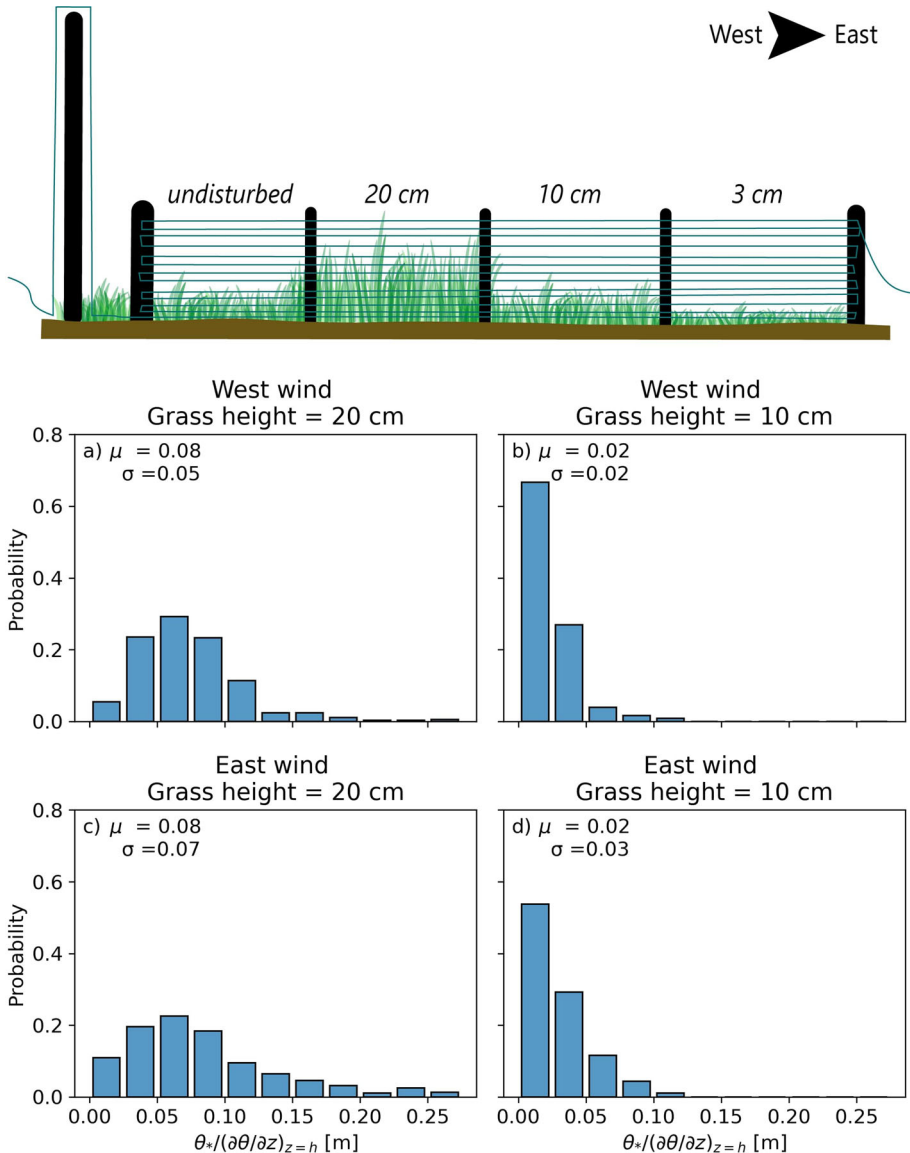 West East
undisturbed 20 cm 10 cm 3 cm
West wind
Grass height = 20 cm
West wind
Grass height = 10 cm
a) μ = 0.08
σ =0.05
b) μ = 0.02
σ =0.02
0.8
0.6
0.4
0.2
0.0
Probability
East wind
Grass height = 20 cm
East wind
Grass height = 10 cm
c) μ = 0.08
σ =0.07
d) μ = 0.02
σ =0.03
0.8
0.6
0.4
0.2
0.0
Probability
0.00 0.05 0.10 0.15 0.20 0.25
0.00 0.05 0.10 0.15 0.20 0.25
θ*/(∂θ/∂z)z=h [m]
θ*/(∂θ/∂z)z=h [m]